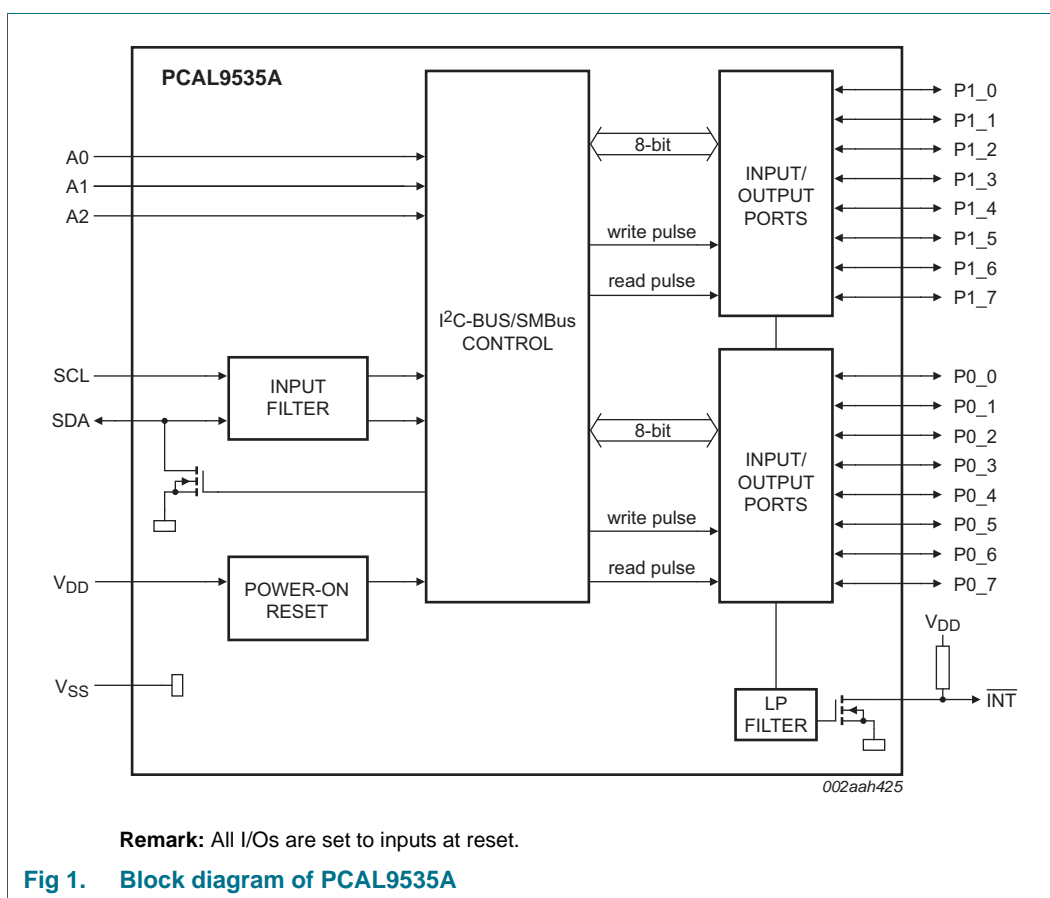 PCAL9535A
A0
A1
A2
SCL
SDA
VDD
VSS
INPUT
FILTER
POWER-ON
RESET
I2C-BUS/SMBus
CONTROL
8-bit
write pulse
read pulse
INPUT/
OUTPUT
PORTS
P1_0
P1_1
P1_2
P1_3
P1_4
P1_5
P1_6
P1_7
8-bit
write pulse
read pulse
INPUT/
OUTPUT
PORTS
P0_0
P0_1
P0_2
P0_3
P0_4
P0_5
P0_6
P0_7
VDD
LP
FILTER
INT
002aah425
Remark: All I/Os are set to inputs at reset.
Fig 1. Block diagram of PCAL9535A